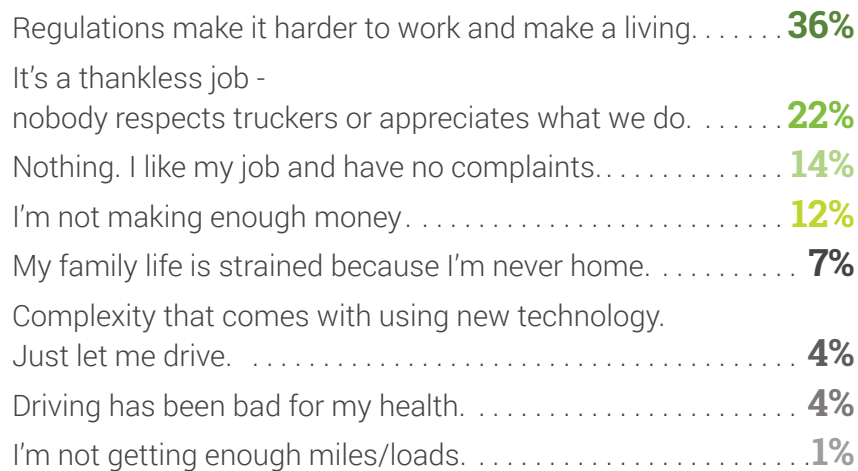 Regulations make it harder to work and make a living. . . . . . . 36%
It's a thankless job -
nobody respects truckers or appreciates what we do. . . . . . . 22%
Nothing. I like my job and have no complaints. . . . . . . . . . . . . . 14%
I'm not making enough money. . . . . . . . . . . . . . . . . . . . . . . . . . . . 12%
My family life is strained because I'm never home. . . . . . . . . . . 7%
Complexity that comes with using new technology.
Just let me drive. . . . . . . . . . . . . . . . . . . . . . . . . . . . . . . . . . . . . . . . . 4%
Driving has been bad for my health. . . . . . . . . . . . . . . . . . . . . . . . 4%
I'm not getting enough miles/loads. . . . . . . . . . . . . . . . . . . . . . . . .1%